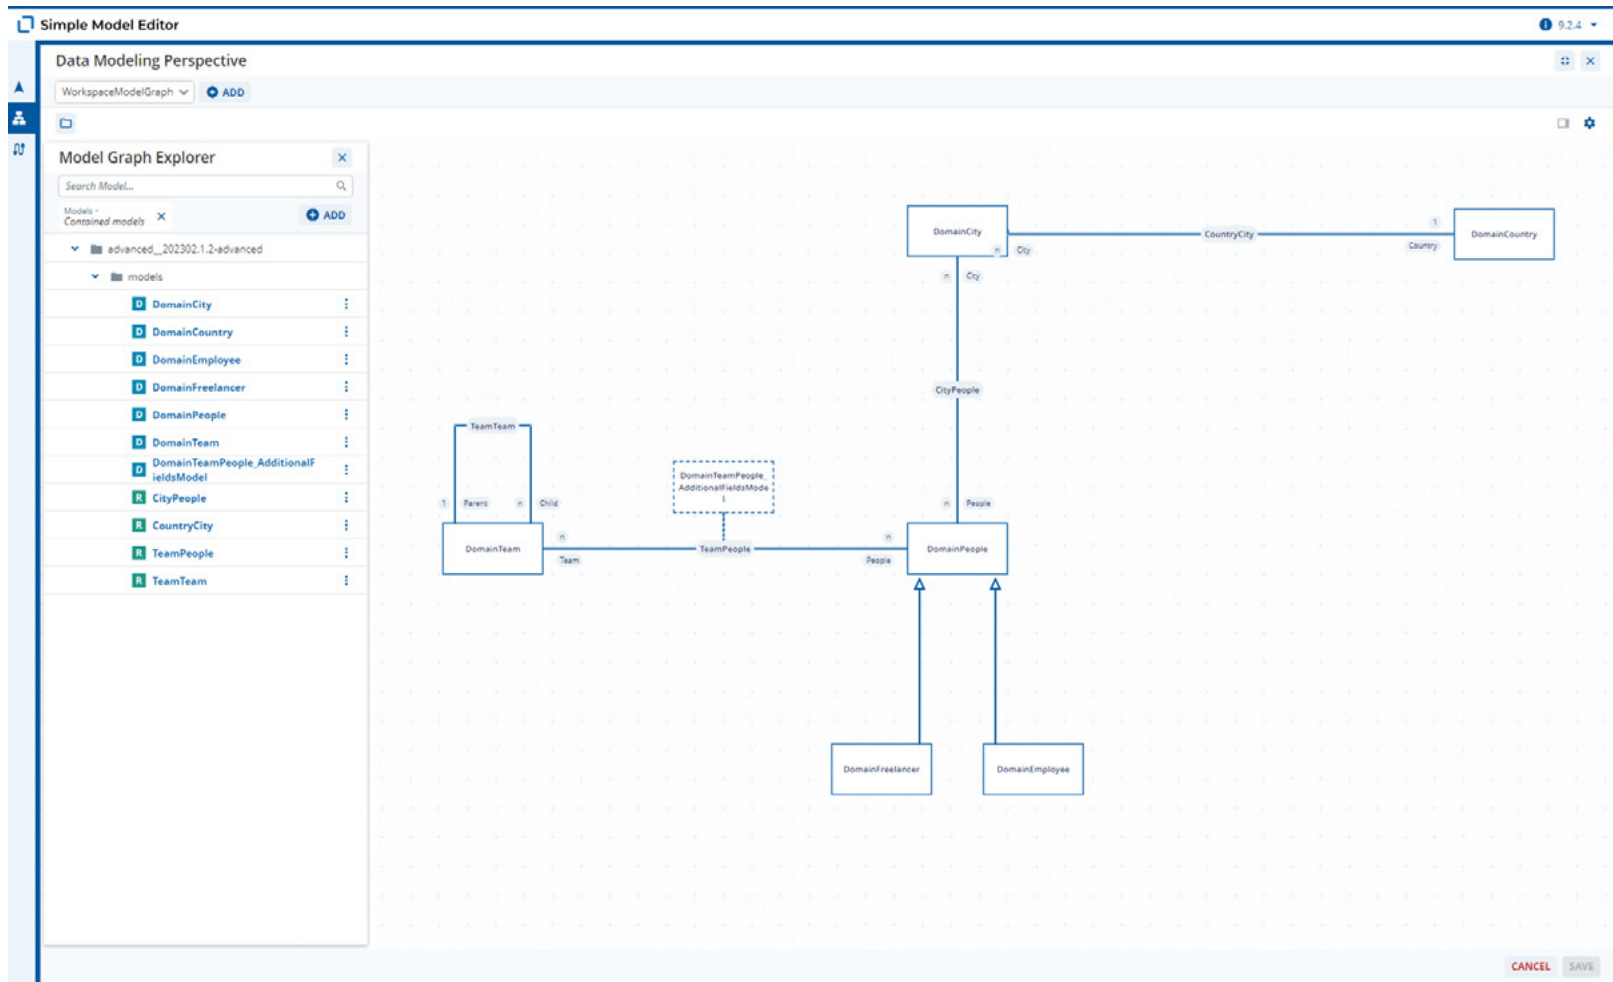 Simple Model Editor
9.2.4
Data Modeling Perspective
WorkspaceModelGraph
ADD
Model Graph Explorer
Search Model...
Models -
Contained models
ADD
advanced__202302.1.2-advanced
models
D DomainCity
D DomainCountry
D DomainEmployee
D DomainFreelancer
D DomainPeople
D DomainTeam
D DomainTeamPeople_AdditionalF
ieldsModel
R CityPeople
R CountryCity
R TeamPeople
R TeamTeam
DomainCity
n City
CountryCity
1
Country
DomainCountry
n City
CityPeople
n People
TeamTeam
1 Parent
n Child
DomainTeam
n
Team
DomainTeamPeople_
AdditionalFieldsMode
l
TeamPeople
n
People
DomainPeople
DomainFreelancer
DomainEmployee
CANCEL
SAVE